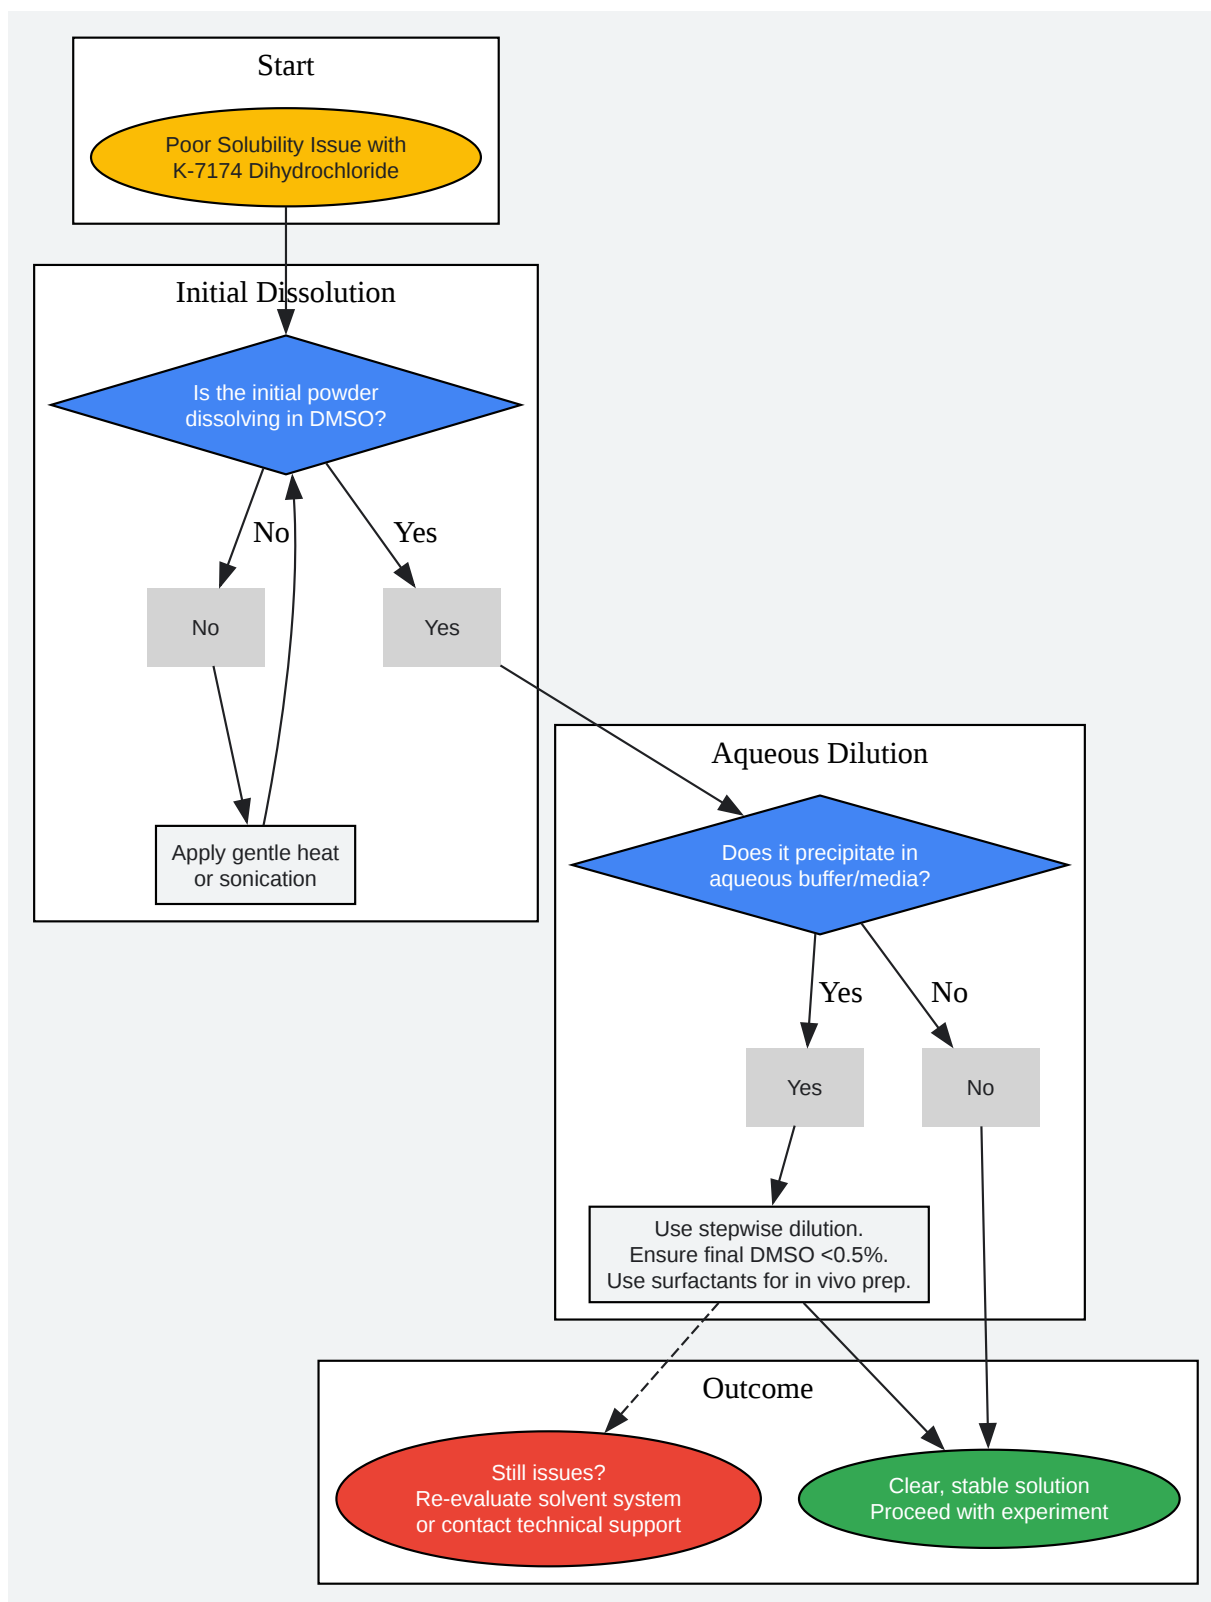 Start
Poor Solubility Issue with
K-7174 Dihydrochloride
Initial Dissolution
Is the initial powder
dissolving in DMSO?
No
Yes
No
Yes
Apply gentle heat
or sonication
Aqueous Dilution
Does it precipitate in
aqueous buffer/media?
Yes
No
Yes
No
Use stepwise dilution.
Ensure final DMSO <0.5%.
Use surfactants for in vivo prep.
Outcome
Still issues?
Re-evaluate solvent system
or contact technical support
Clear, stable solution
Proceed with experiment